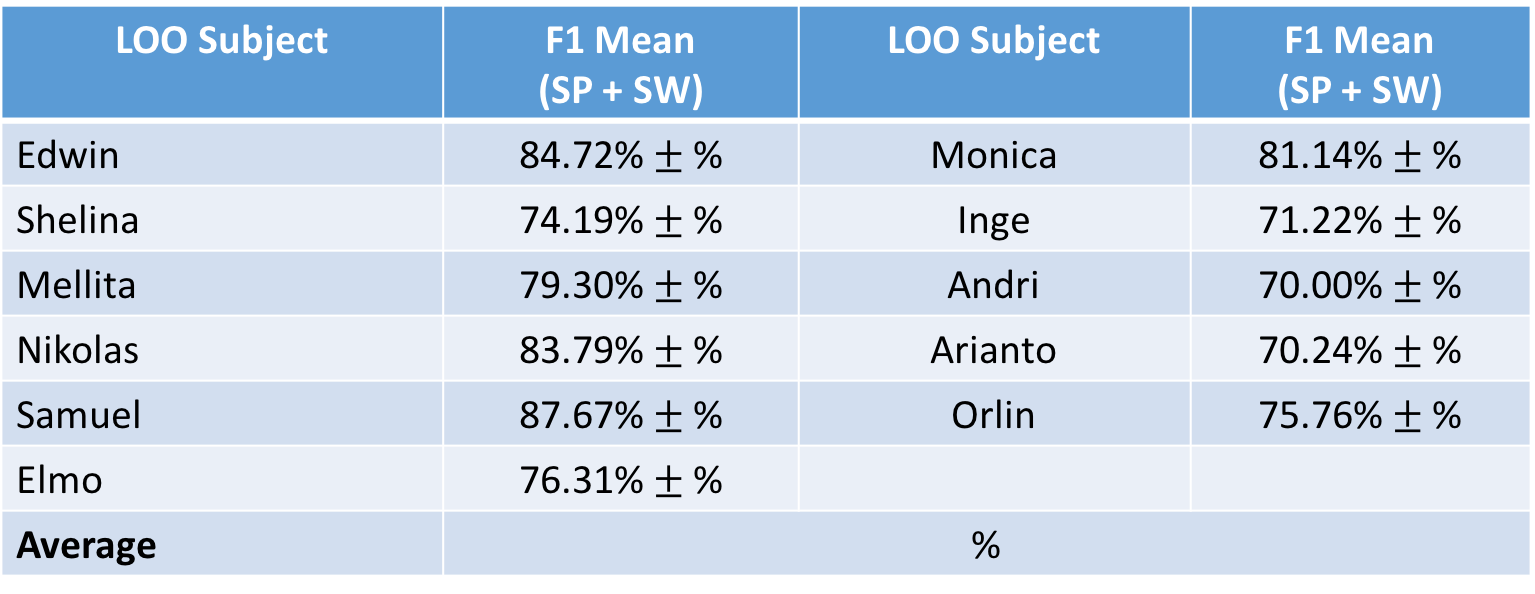 LOO Subject F1 Mean (SP + SW) LOO Subject F1 Mean (SP + SW)
Edwin 84.72% ± % Monica 81.14% ± %
Shelina 74.19% ± % Inge 71.22% ± %
Mellita 79.30% ± % Andri 70.00% ± %
Nikolas 83.79% ± % Arianto 70.24% ± %
Samuel 87.67% ± % Orlin 75.76% ± %
Elmo 76.31% ± %
Average %